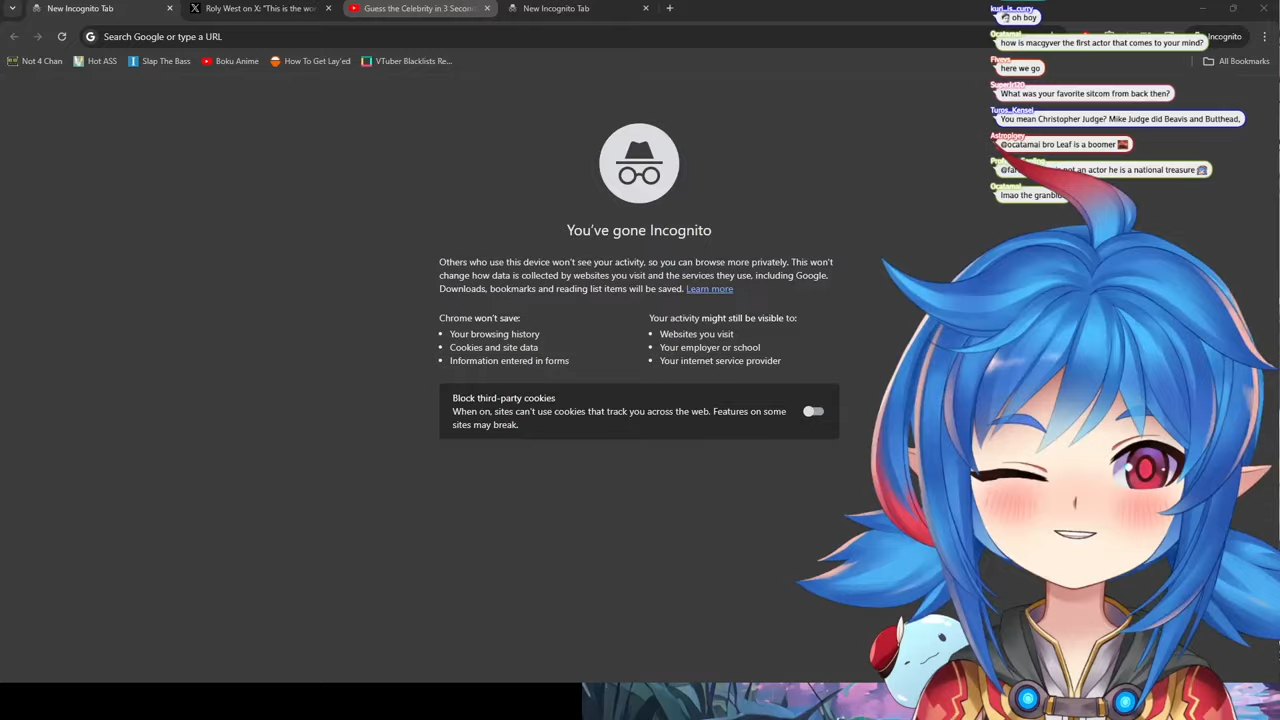 New Incognito Tab
Roly West on X: "This is the wo
Guess the Celebrity in 3 Second
New Incognito Tab
Search Google or type a URL
Incognito
Not 4 Chan
Hot ASS
Slap The Bass
Boku Anime
How To Get Lay'ed
VTuber Blacklists Re...
All Bookmarks
kuri_is_curry
oh boy
Ocatamai
how is macgyver the first actor that comes to your mind?
here we go
What was your favorite sitcom from back then?
Turos_Kensei
You mean Christopher Judge? Mike Judge did Beavis and Butthead,
Astropigey
@ocatamai bro Leaf is a boomer
not an actor he is a national treasure
Ocatamai
lmao the
You've gone Incognito
Others who use this device won't see your activity, so you can browse more privately. This won't
change how data is collected by websites you visit and the services they use, including Google.
Downloads, bookmarks and reading list items will be saved. Learn more
Chrome won't save:
Your browsing history
Cookies and site data
Information entered in forms
Your activity might still be visible to:
Websites you visit
Your employer or school
Your internet service provider
Block third-party cookies
When on, sites can't use cookies that track you across the web. Features on some
sites may break.